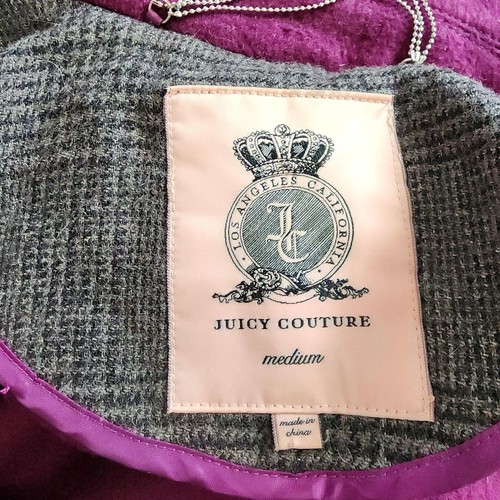 LOS ANGELES CALIFORNIA
JC
JUICY COUTURE
medium
made in
china